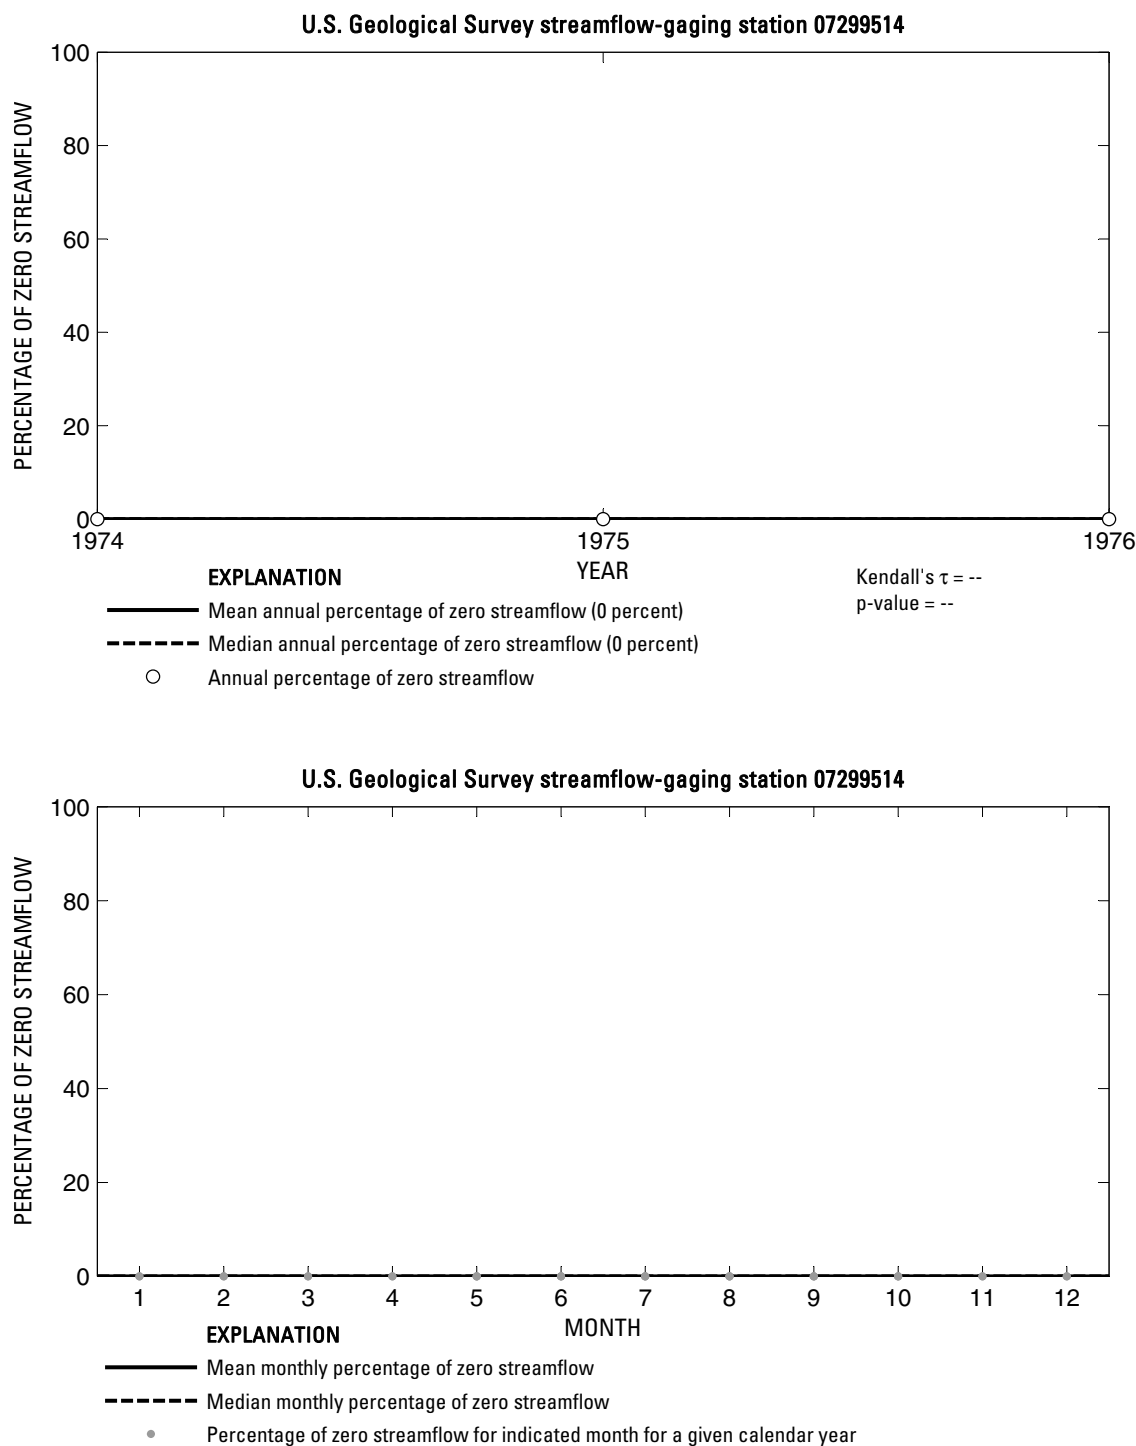 U.S. Geological Survey streamflow-gaging station 07299514
PERCENTAGE OF ZERO STREAMFLOW
100
80
60
40
20
0
1974 1975 1976
YEAR
EXPLANATION
Mean annual percentage of zero streamflow (0 percent)
Median annual percentage of zero streamflow (0 percent)
Annual percentage of zero streamflow
Kendall's τ = --
p-value = --
U.S. Geological Survey streamflow-gaging station 07299514
PERCENTAGE OF ZERO STREAMFLOW
100
80
60
40
20
0
1 2 3 4 5 6 7 8 9 10 11 12
MONTH
EXPLANATION
Mean monthly percentage of zero streamflow
Median monthly percentage of zero streamflow
Percentage of zero streamflow for indicated month for a given calendar year